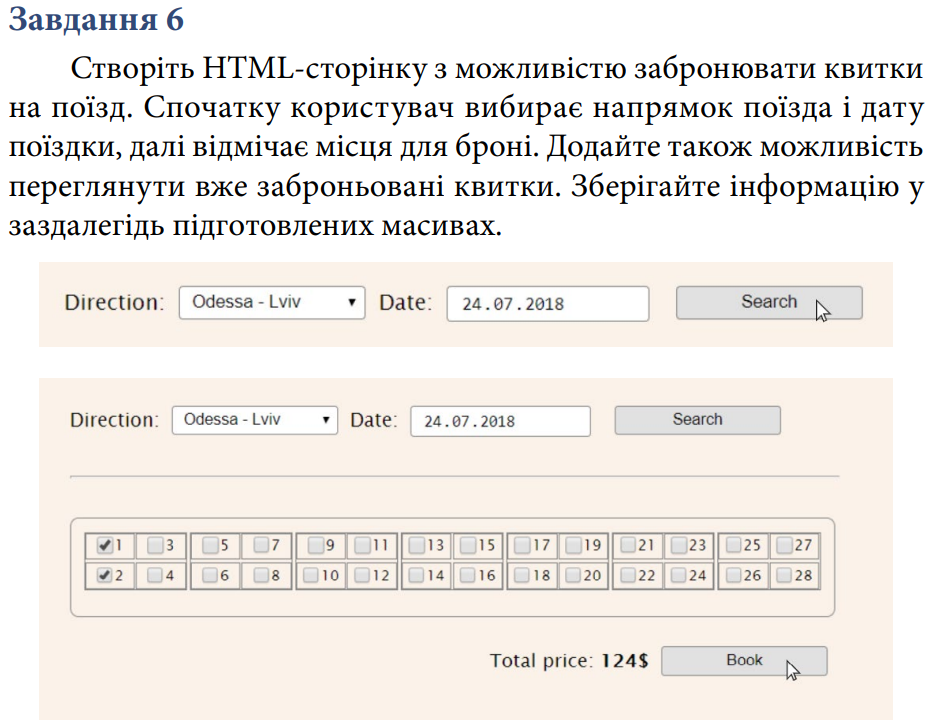 Завдання 6
Створіть HTML-сторінку з можливістю забронювати квитки
на поїзд. Спочатку користувач вибирає напрямок поїзда і дату
поїздки, далі відмічає місця для броні. Додайте також можливість
переглянути вже заброньовані квитки. Зберігайте інформацію у
заздалегідь підготовлених масивах.
Direction: Odessa - Lviv Date: 24.07.2018 Search
Direction: Odessa - Lviv Date: 24.07.2018 Search
1 3 5 7 9 11 13 15 17 19 21 23 25 27
2 4 6 8 10 12 14 16 18 20 22 24 26 28
Total price: 124$ Book